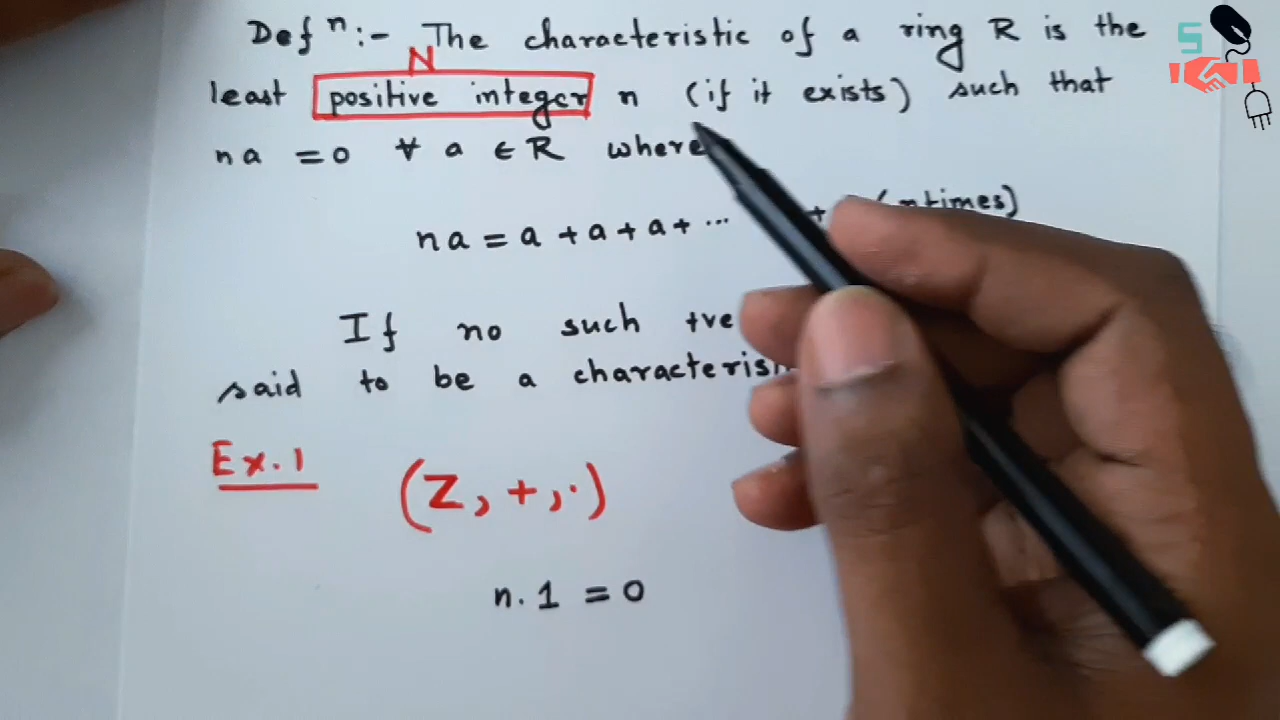 Defⁿ:- The characteristic of a ring R is the
N
least positive integer n (if it exists) such that
na = 0 ∀ a ∈ R where
na = a + a + a + ... + (n times)
If no such +ve
said to be a
Ex.1 (Z, +, ·)
n. 1 = 0
S